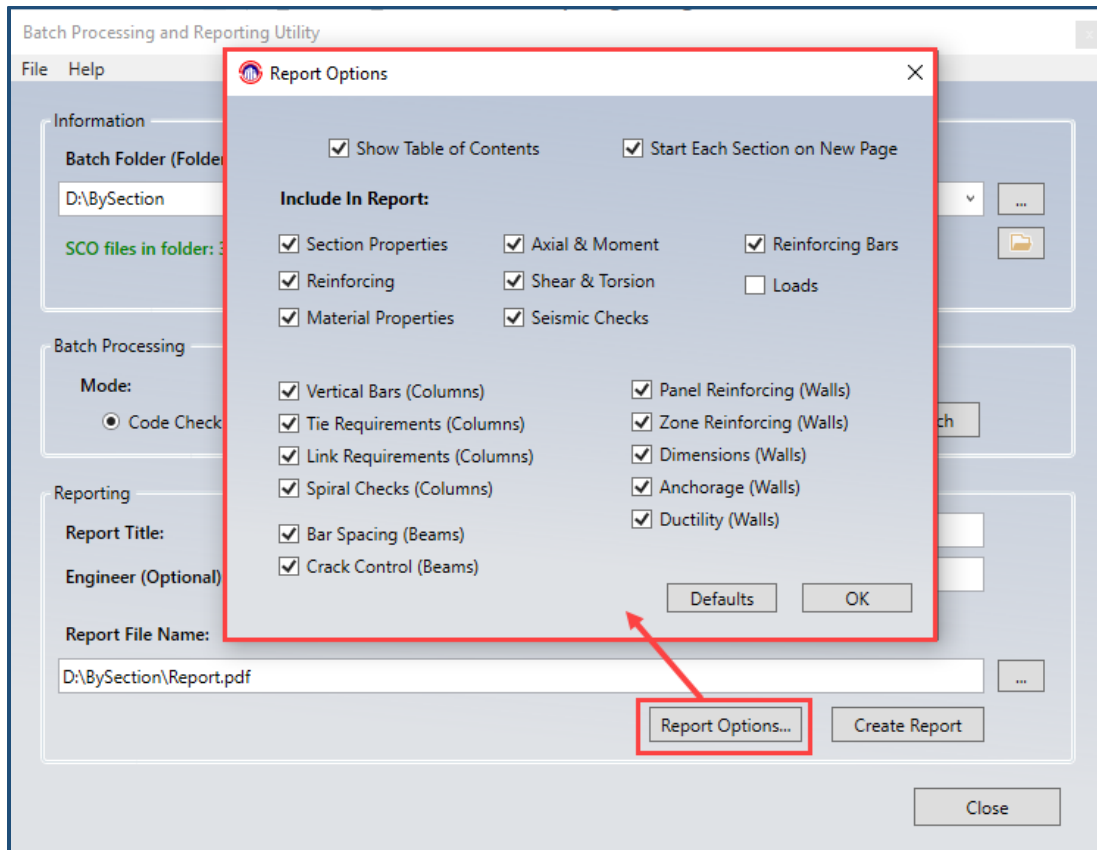 Batch Processing and Reporting Utility
File Help
Report Options
Show Table of Contents Start Each Section on New Page
Information
Batch Folder (Folder
D:\BySection
...
Include In Report:
SCO files in folder:
Section Properties Axial & Moment Reinforcing Bars
Reinforcing Shear & Torsion Loads
Material Properties Seismic Checks
Batch Processing
Mode:
Code Check
ch
Vertical Bars (Columns) Panel Reinforcing (Walls)
Tie Requirements (Columns) Zone Reinforcing (Walls)
Link Requirements (Columns) Dimensions (Walls)
Spiral Checks (Columns) Anchorage (Walls)
Ductility (Walls)
Bar Spacing (Beams)
Crack Control (Beams)
Defaults OK
Reporting
Report Title:
Engineer (Optional)
Report File Name:
D:\BySection\Report.pdf
...
Report Options... Create Report
Close